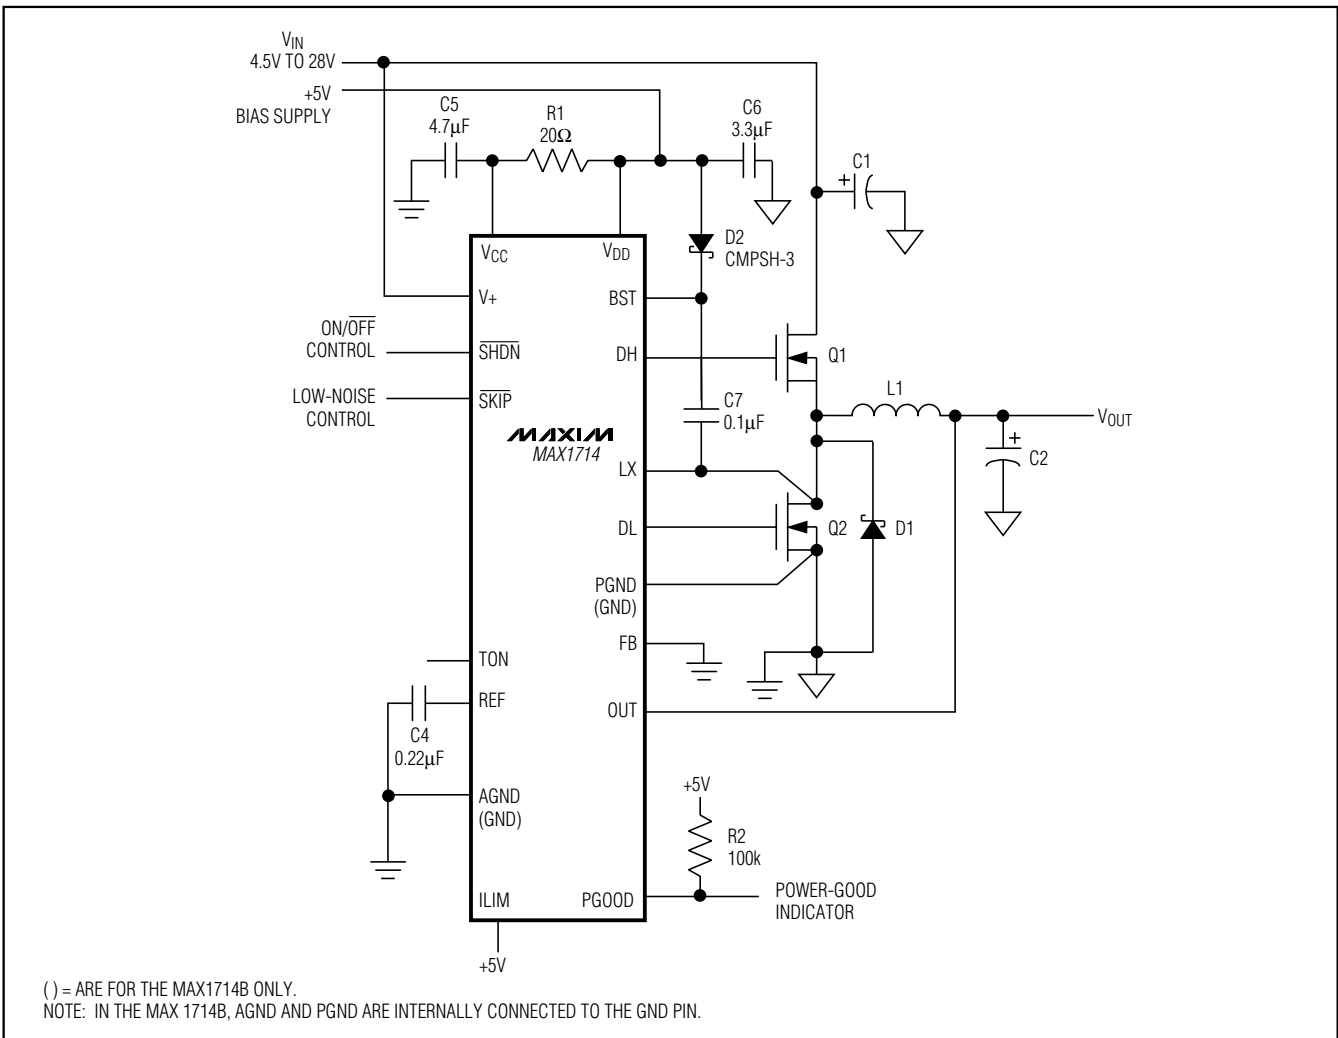 VIN
4.5V TO 28V
+5V
BIAS SUPPLY
C5
4.7µF
R1
20Ω
C6
3.3µF
C1
+
VCC
VDD
D2
CMPSH-3
V+
BST
ON/OFF
CONTROL
SHDN
DH
Q1
LOW-NOISE
CONTROL
SKIP
C7
0.1µF
L1
VOUT
+
C2
MAXIM
MAX1714
LX
DL
Q2
D1
PGND
(GND)
FB
TON
REF
OUT
C4
0.22µF
AGND
(GND)
+5V
R2
100k
ILIM
PGOOD
POWER-GOOD
INDICATOR
+5V
( ) = ARE FOR THE MAX1714B ONLY.
NOTE: IN THE MAX 1714B, AGND AND PGND ARE INTERNALLY CONNECTED TO THE GND PIN.